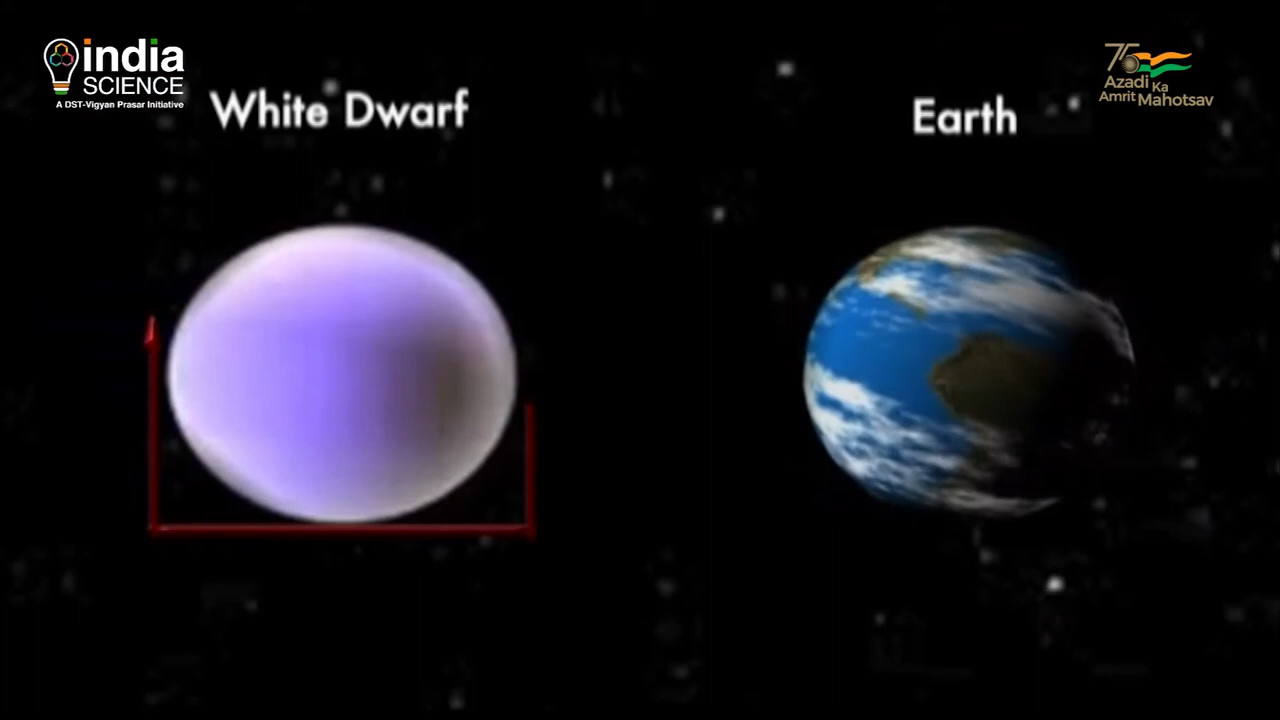 india
SCIENCE
A DST-Vigyan Prasar Initiative
White Dwarf
Earth
75
Azadi Ka
Amrit Mahotsav